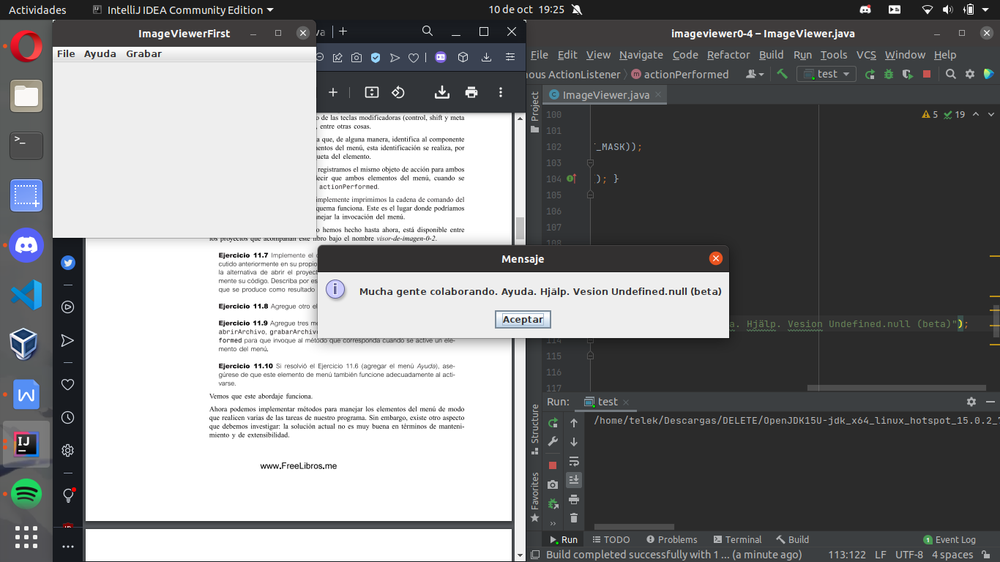 Actividades
IntelliJ IDEA Community Edition
10 de oct 19:25
ImageViewerFirst
File Ayuda Grabar
va
o de las teclas modificadoras (control, shift y meta
, entre otras cosas.
a que, de alguna manera, identifica al componente
mentos del menú, esta identificación se realiza, por
queta del elemento.
registramos el mismo objeto de acción para ambos
decir que ambos elementos del menú, cuando se
actionPerformed.
implemente imprimimos la cadena de comando del
quema funciona. Este es el lugar donde podríamos
nejar la invocación del menú.
o hemos hecho hasta ahora, está disponible entre
los proyectos que acompañan este libro bajo el nombre visor-de-imagen-0-2.
Ejercicio 11.7 Implemente el
cutido anteriormente en su propio
la alternativa de abrir el proyect
mente su código. Describa por es
que se produce como resultado
Ejercicio 11.8 Agregue otro el
Ejercicio 11.9 Agregue tres me
abrirArchivo, grabarArchivo
formed para que invoque al método que corresponda cuando se active un ele-
mento del menú.
Ejercicio 11.10 Si resolvió el Ejercicio 11.6 (agregar el menú Ayuda), ase-
gúrese de que este elemento de menú también funcione adecuadamente al acti-
varse.
Vemos que este abordaje funciona.
Ahora podemos implementar métodos para manejar los elementos del menú de modo
que realicen varias de las tareas de nuestro programa. Sin embargo, existe otro aspecto
que debemos investigar: la solución actual no es muy buena en términos de manteni-
miento y de extensibilidad.
www.FreeLibros.me
Mensaje
Mucha gente colaborando. Ayuda. Hjälp. Vesion Undefined.null (beta)
Aceptar
imageviewer0-4 – ImageViewer.java
File Edit View Navigate Code Refactor Build Run Tools VCS Window Help
nous ActionListener actionPerformed
test
Project
ImageViewer.java
5 19
100
101
102 _MASK));
103
104 ); }
105
106
107
108
a. Hjälp. Vesion Undefined.null (beta)");
114
115
116
117
Run: test
/home/telek/Descargas/DELETE/OpenJDK15U-jdk_x64_linux_hotspot_15.0.2_
Structure
Favorites
Run TODO Problems Terminal Build 1 Event Log
Build completed successfully with 1 ... (a minute ago) 113:122 LF UTF-8 4 spaces